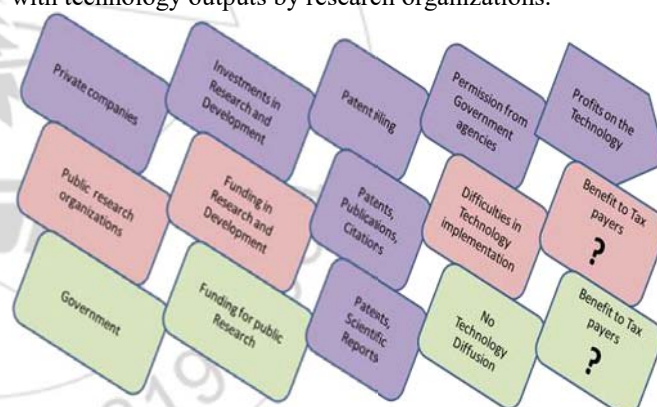 with technology outputs by research organizations.
Private companies
Investments in
Research and
Development
Patent filing
Permission from
Government
agencies
Profits on the
Technology
Public research
organizations
Funding in
Research and
Development
Patents,
Publications,
Citations
Difficulties in
Technology
implementation
Benefit to Tax
payers
?
Government
Funding for public
Research
Patents,
Scientific
Reports
No
Technology
Diffusion
Benefit to Tax
payers
?